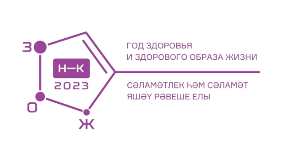 З
Н–К
2023
О
Ж
ГОД ЗДОРОВЬЯ
И ЗДОРОВОГО ОБРАЗА ЖИЗНИ
СӘЛАМӘТЛЕК ҺӘМ СӘЛАМӘТ
ЯШӘҮ РӘВЕШЕ ЕЛЫ